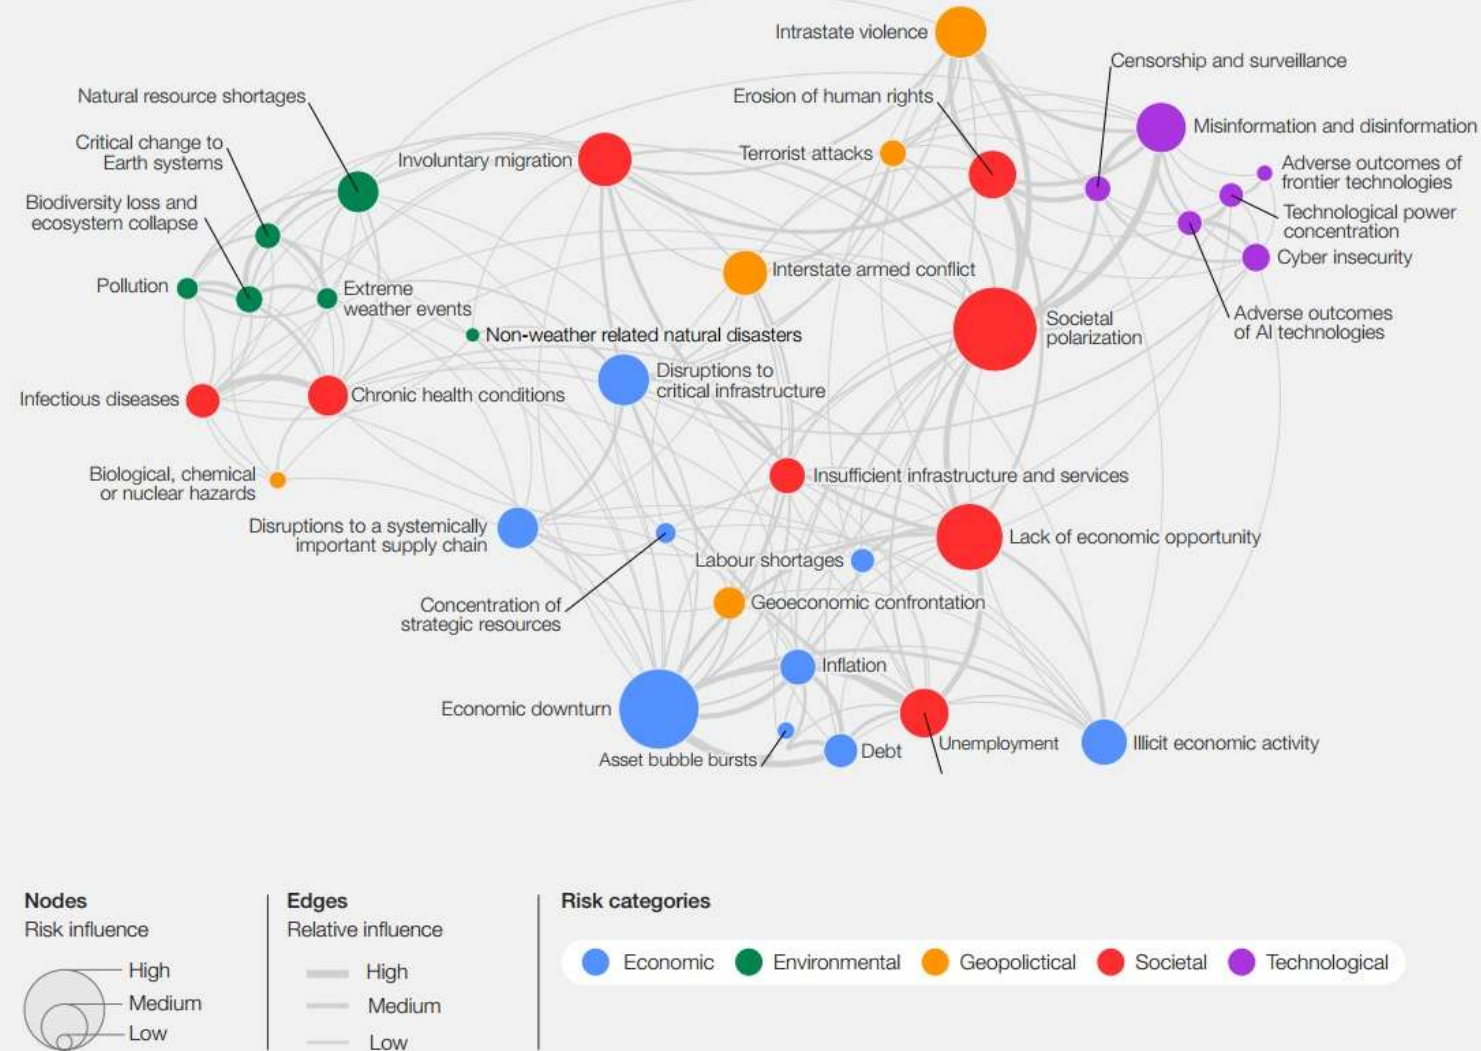 Intrastate violence
Censorship and surveillance
Natural resource shortages
Erosion of human rights
Misinformation and disinformation
Critical change to
Earth systems
Involuntary migration
Terrorist attacks
Adverse outcomes of
frontier technologies
Biodiversity loss and
ecosystem collapse
Technological power
concentration
Pollution
Extreme
weather events
Interstate armed conflict
Cyber insecurity
Non-weather related natural disasters
Societal
polarization
Adverse outcomes
of AI technologies
Disruptions to
critical infrastructure
Infectious diseases
Chronic health conditions
Biological, chemical
or nuclear hazards
Insufficient infrastructure and services
Disruptions to a systemically
important supply chain
Lack of economic opportunity
Labour shortages
Concentration of
strategic resources
Geoeconomic confrontation
Inflation
Economic downturn
Asset bubble bursts
Debt
Unemployment
Illicit economic activity
Nodes
Risk influence
High
Medium
Low
Edges
Relative influence
High
Medium
Low
Risk categories
Economic
Environmental
Geopolictical
Societal
Technological